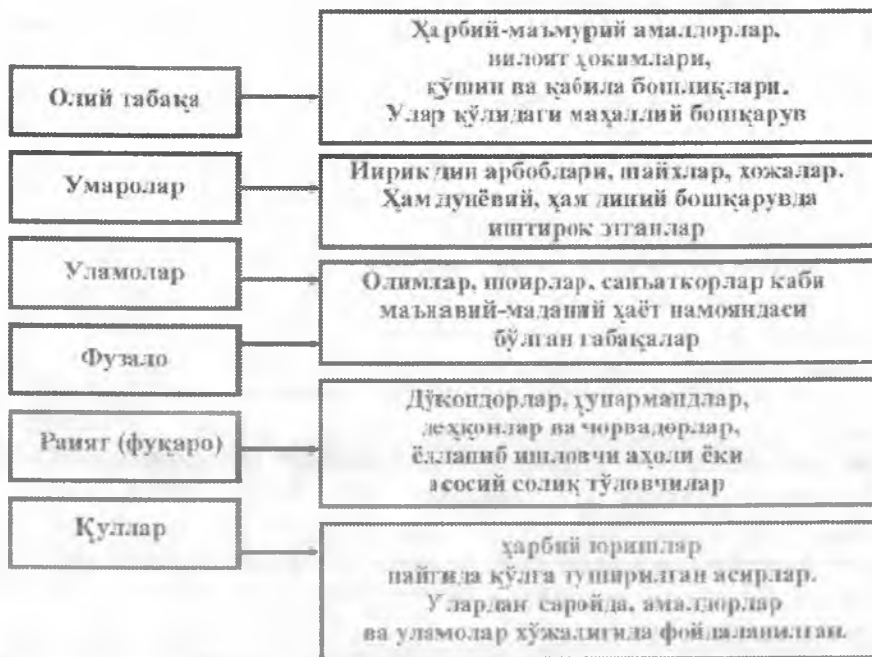 Олий табақа
Ҳарбий-маъмурий амалдорлар,
вилоят ҳокимлари,
қўшин ва қабила бошлиқлари.
Улар қўлидаги маҳаллий бошқарув
Умаролар
Йирик дин арбоблари, шайхлар, хожалар.
Ҳам дунёвий, ҳам диний бошқарувда
иштирок этганлар
Уламолар
Олимлар, шоирлар, санъаткорлар каби
маънавий-маданий ҳаёт намояндаси
бўлган табақалар
Фузало
Раият (фуқаро)
Дўкондорлар, ҳунармандлар,
деҳқонлар ва чорвадорлар,
ёлланиб ишловчи аҳоли ёки
асосий солиқ тўловчилар
Қуллар
ҳарбий юришлар
пайтида қўлга туширилган асирлар.
Улардан саройда, амалдорлар
ва уламолар хўжалигида фойдаланилган.